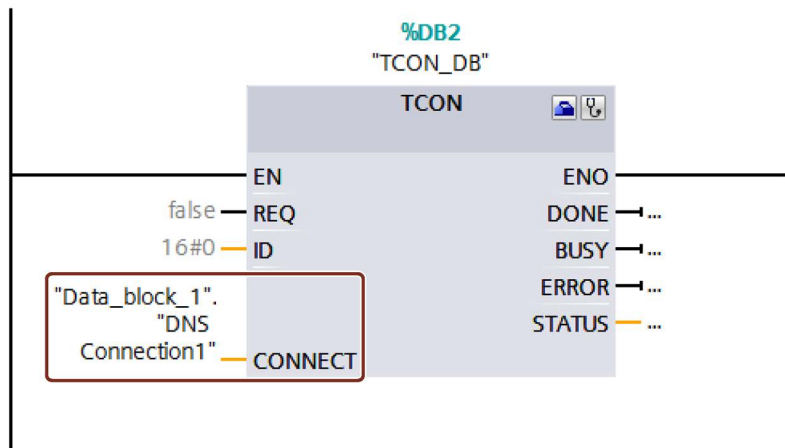 %DB2
"TCON_DB"
TCON
EN
ENO
false
REQ
DONE
...
16#0
ID
BUSY
...
"Data_block_1".
"DNS
Connection1"
CONNECT
ERROR
...
STATUS
...